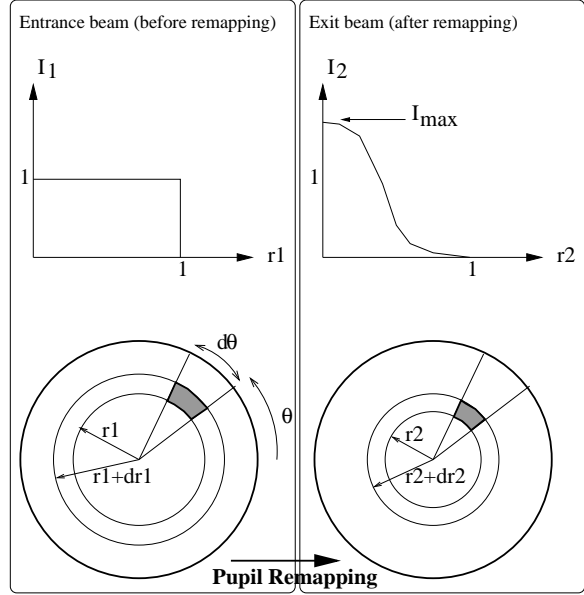 Entrance beam (before remapping)
I1
1
1
r1
dθ
θ
r1
r1+dr1
Exit beam (after remapping)
I2
Imax
1
1
r2
r2
r2+dr2
Pupil Remapping